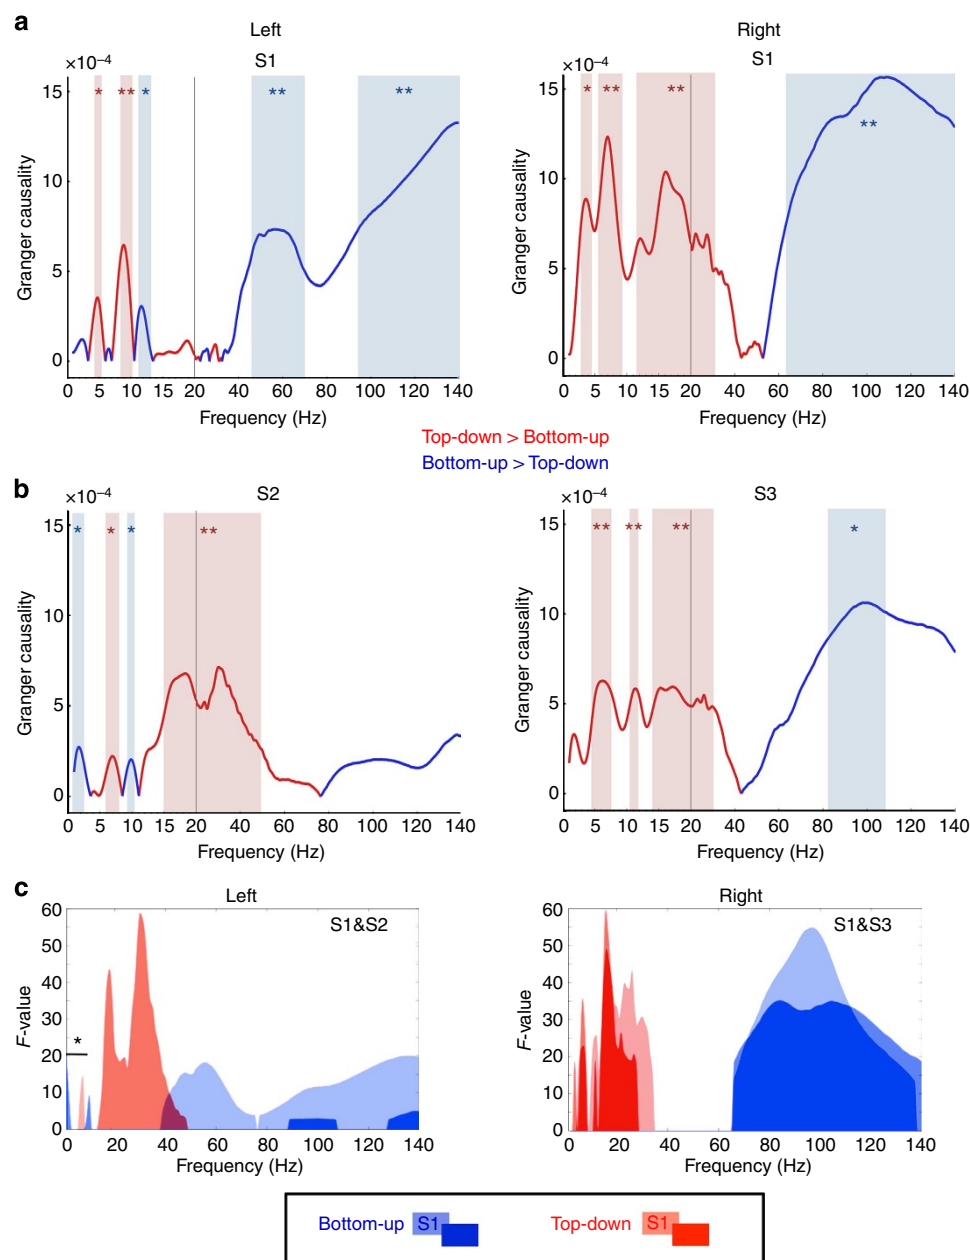 a
Left
Right
S1
S1
×10⁻⁴
×10⁻⁴
* ** * ** **
* ** ** **
15
10
5
0
15
10
5
0
Granger causality
Granger causality
0 5 10 15 20 40 60 80 100 120 140
0 5 10 15 20 40 60 80 100 120 140
Frequency (Hz)
Frequency (Hz)
Top-down > Bottom-up
Bottom-up > Top-down
b
S2
S3
×10⁻⁴
×10⁻⁴
* * * **
** ** ** *
15
10
5
0
15
10
5
0
Granger causality
Granger causality
0 5 10 15 20 40 60 80 100 120 140
0 5 10 15 20 40 60 80 100 120 140
Frequency (Hz)
Frequency (Hz)
c
Left
Right
S1&S2
S1&S3
60
50
40
30
20
10
0
60
50
40
30
20
10
0
F-value
F-value
*
0 20 40 60 80 100 120 140
0 20 40 60 80 100 120 140
Frequency (Hz)
Frequency (Hz)
Bottom-up S1
Top-down S1